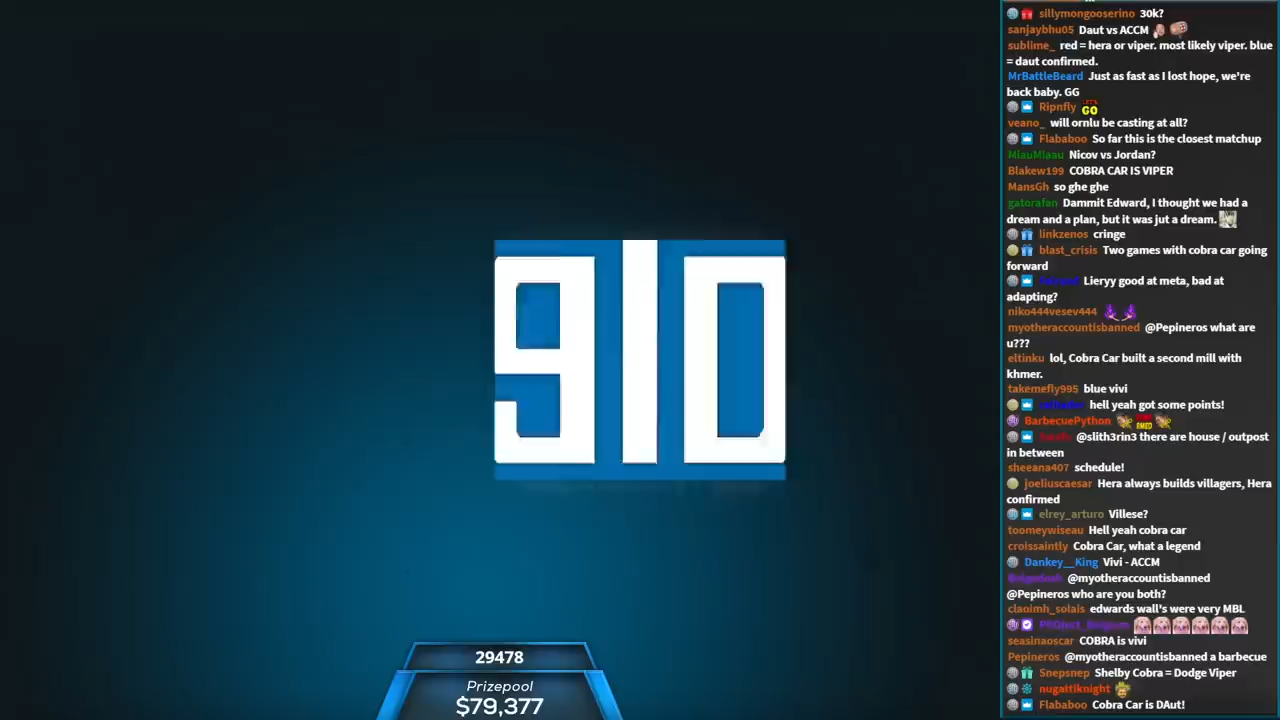 910
29478
Prizepool
$79,377
sillymongooserino 30k?
sanjaybhu05 Daut vs ACCM
sublime_ red = hera or viper. most likely viper. blue
= daut confirmed.
MrBattleBeard Just as fast as I lost hope, we're
back baby. GG
Ripnfly GO
veano_ will ornlu be casting at all?
Flababoo So far this is the closest matchup
MiauMiaau Nicov vs Jordan?
Blakew199 COBRA CAR IS VIPER
MansGh so ghe ghe
gatorafan Dammit Edward, I thought we had a
dream and a plan, but it was jut a dream.
linkzenos cringe
blast_crisis Two games with cobra car going
forward
Lieryy good at meta, bad at
adapting?
niko444vesev444
myotheraccountisbanned @Pepineros what are
u???
eltinku lol, Cobra Car built a second mill with
khmer.
takemefly995 blue vivi
hell yeah got some points!
BarbecuePython
@slith3rin3 there are house / outpost
in between
sheeana407 schedule!
joeliuscaesar Hera always builds villagers, Hera
confirmed
elrey_arturo Villese?
toomeywiseau Hell yeah cobra car
croissaintly Cobra Car, what a legend
Dankey__King Vivi - ACCM
@myotheraccountisbanned
@Pepineros who are you both?
claoimh_solais edwards wall's were very MBL
PROject_Belgium
seasinaoscar COBRA is vivi
Pepineros @myotheraccountisbanned a barbecue
Snepsnep Shelby Cobra = Dodge Viper
nugattiknight
Flababoo Cobra Car is DAut!